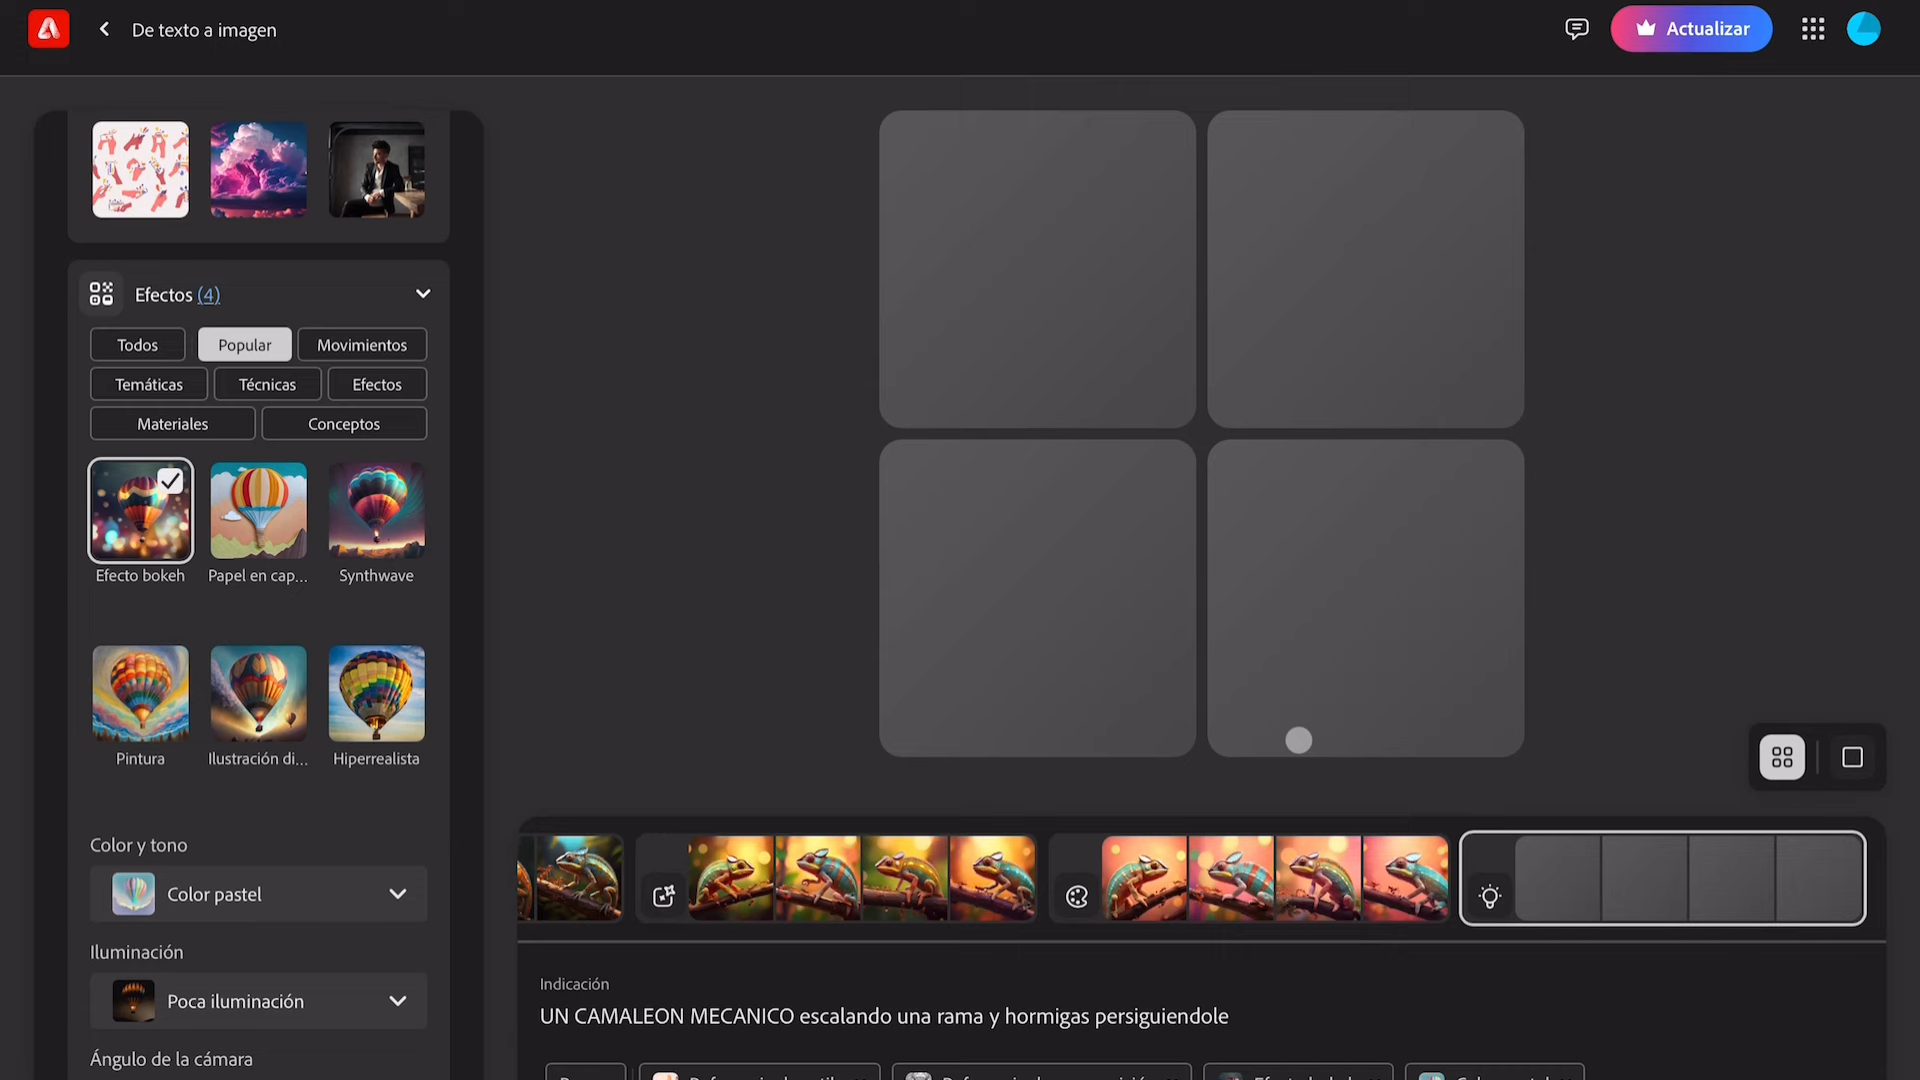 De texto a imagen
Actualizar
Efectos (4)
Todos
Popular
Movimientos
Temáticas
Técnicas
Efectos
Materiales
Conceptos
Efecto bokeh
Papel en cap...
Synthwave
Pintura
Ilustración di...
Hiperrealista
Color y tono
Color pastel
Iluminación
Poca iluminación
Ángulo de la cámara
Indicación
UN CAMALEON MECANICO escalando una rama y hormigas persiguiendole